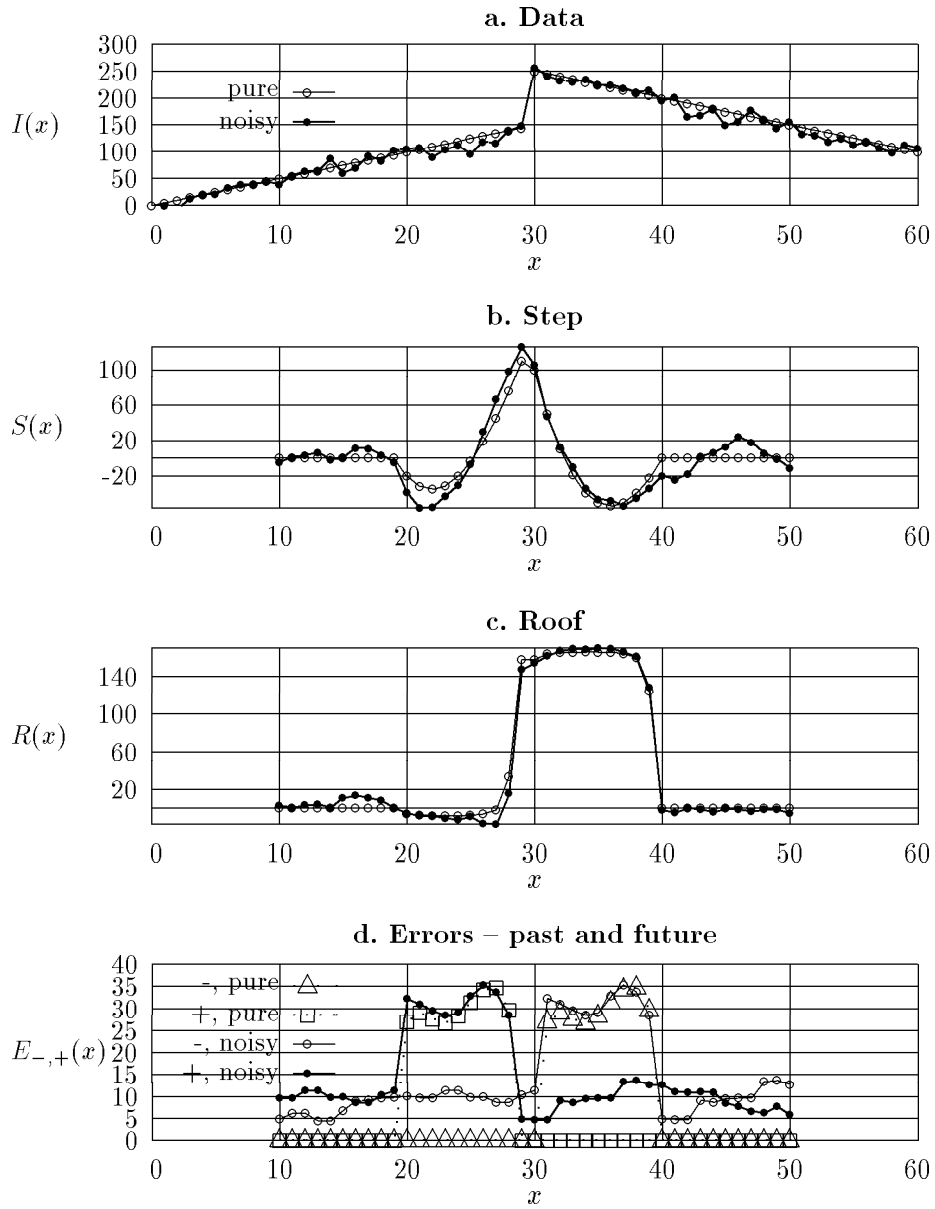 a. Data
300
250
200
150
100
50
0
I(x)
pure
noisy
0 10 20 30 40 50 60
x
b. Step
100
60
20
-20
S(x)
0 10 20 30 40 50 60
x
c. Roof
140
100
60
20
R(x)
0 10 20 30 40 50 60
x
d. Errors – past and future
40
35
30
25
20
15
10
5
0
E−,+(x)
-, pure
+, pure
-, noisy
+, noisy
0 10 20 30 40 50 60
x